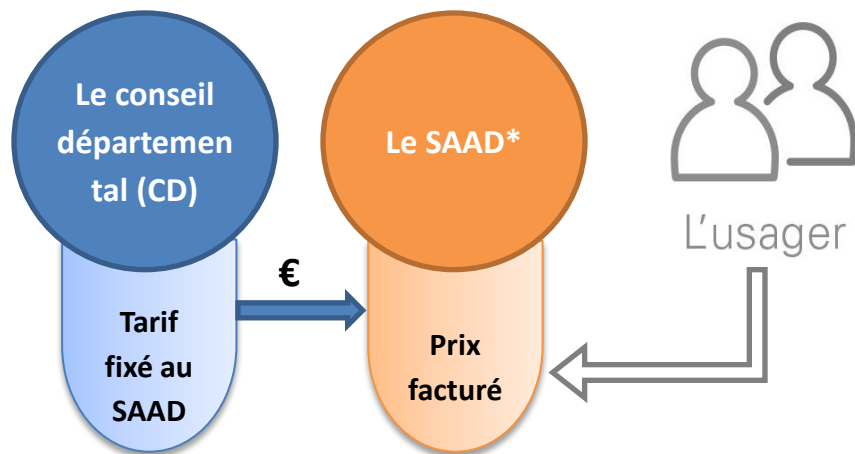 Le conseil
départemen
tal (CD)
Le SAAD*
L'usager
€
Tarif
fixé au
SAAD
Prix
facturé